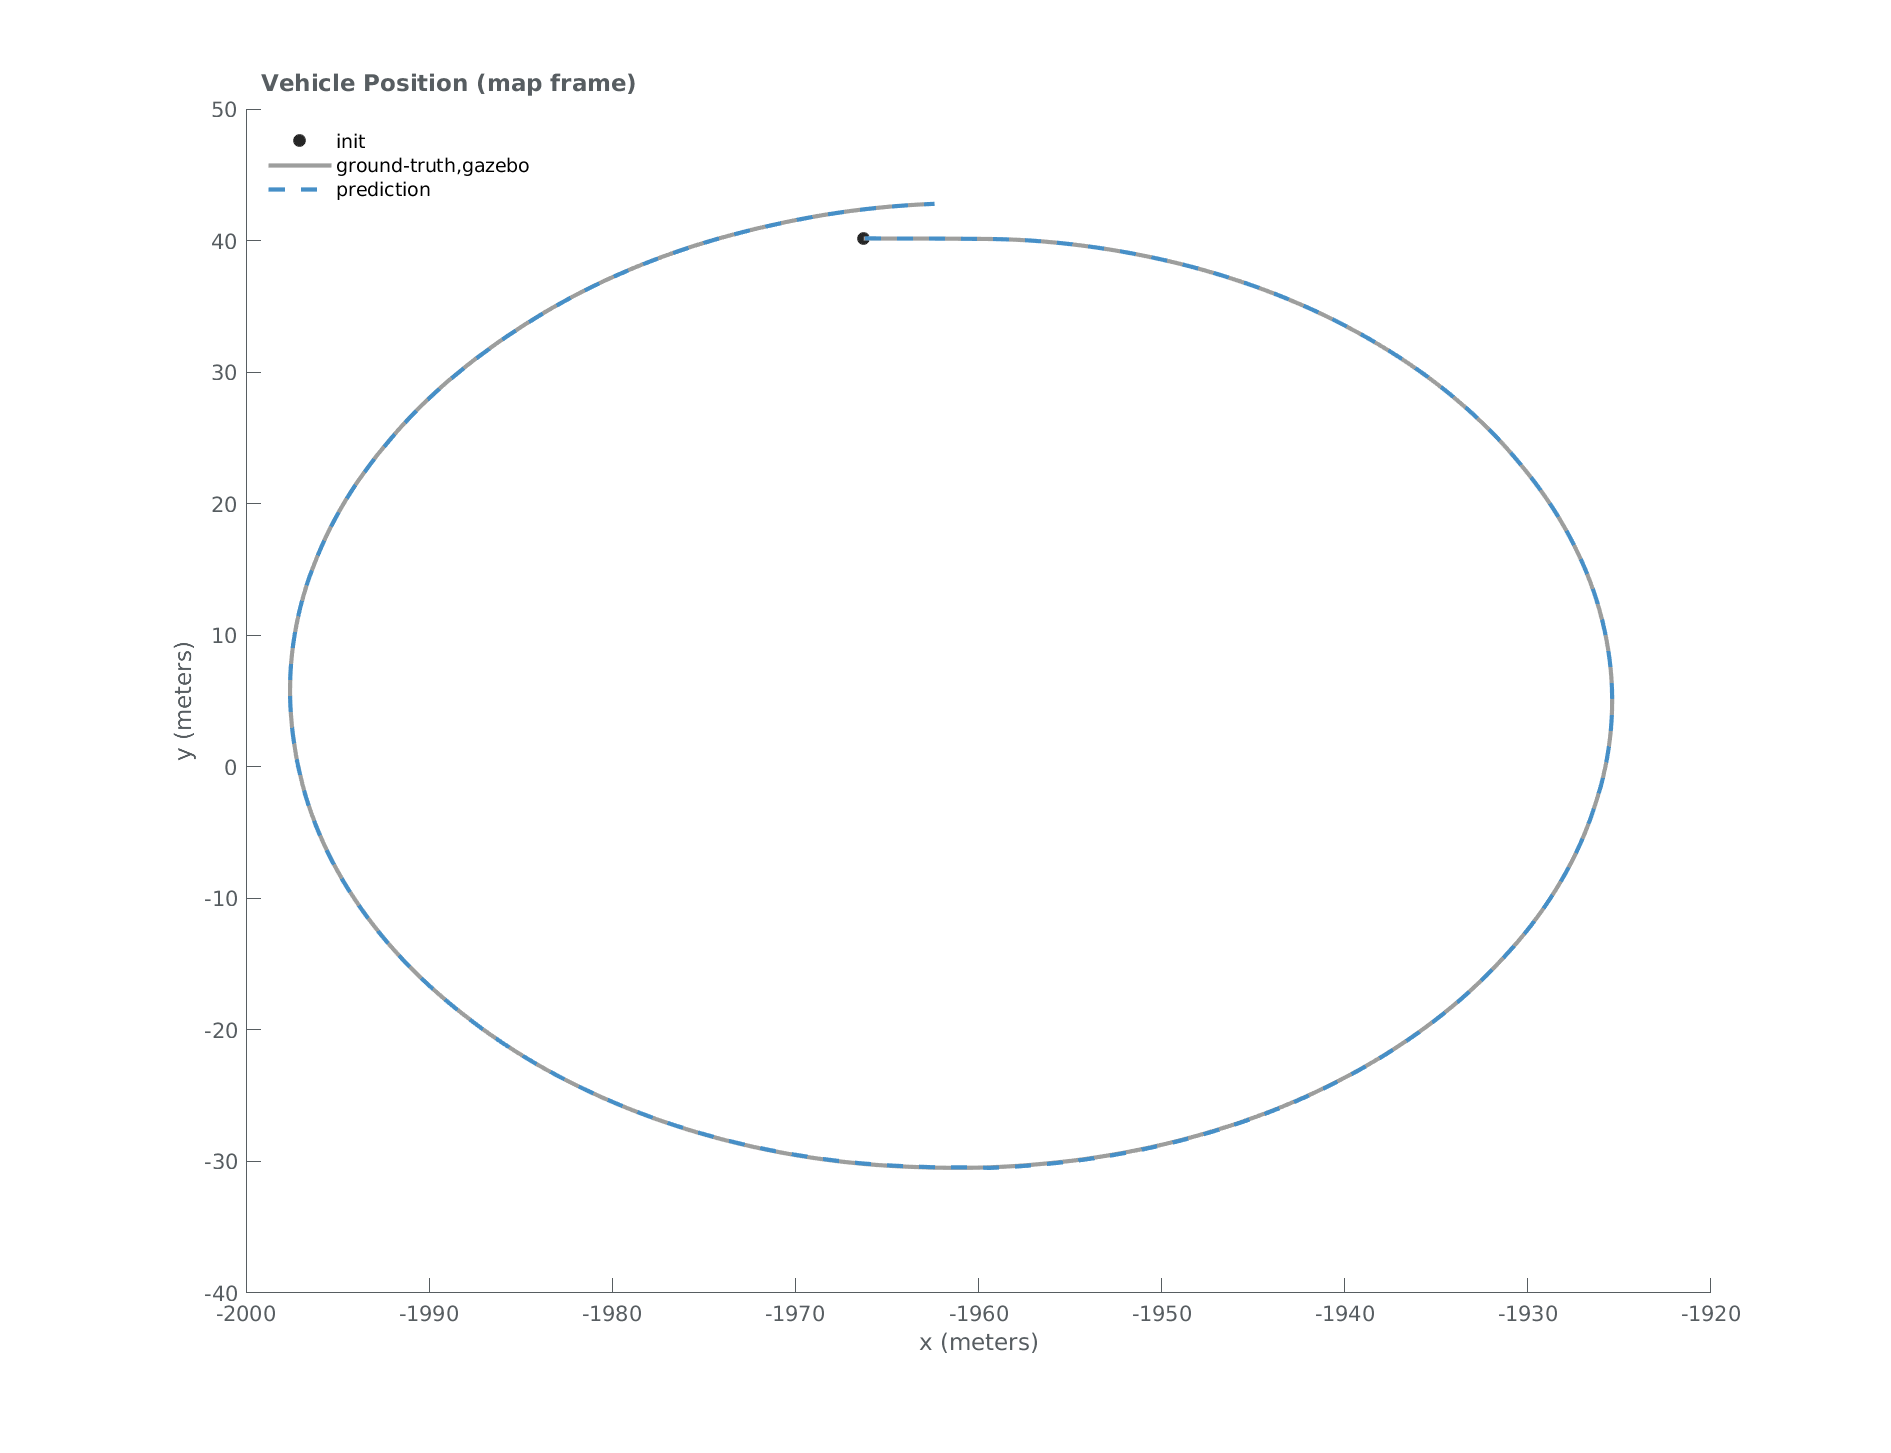 Vehicle Position (map frame)
init
ground-truth,gazebo
prediction
50
40
30
20
10
0
-10
-20
-30
-40
y (meters)
-2000 -1990 -1980 -1970 -1960 -1950 -1940 -1930 -1920
x (meters)